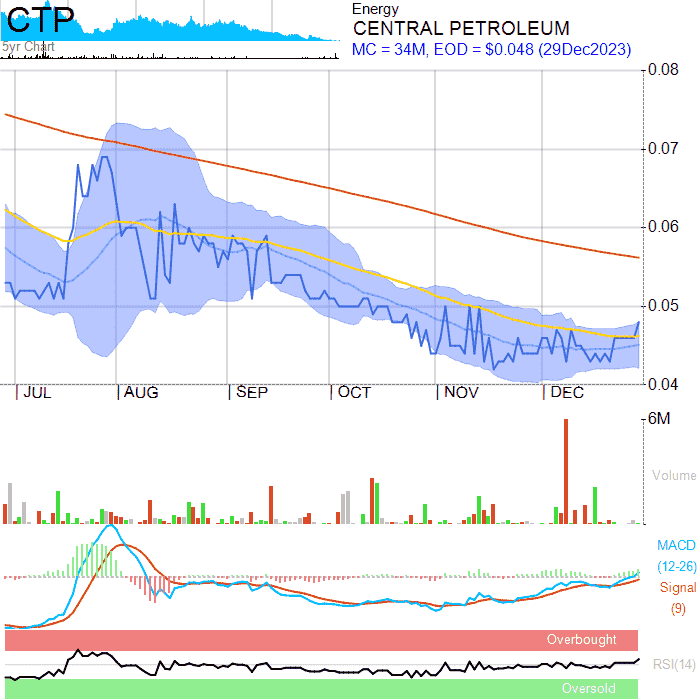 CTP
5yr Chart
Energy
CENTRAL PETROLEUM
MC = 34M, EOD = $0.048 (29Dec2023)
0.08
0.07
0.06
0.05
0.04
JUL AUG SEP OCT NOV DEC
6M
Volume
MACD
(12-26)
Signal
(9)
Overbought
RSI(14)
Oversold